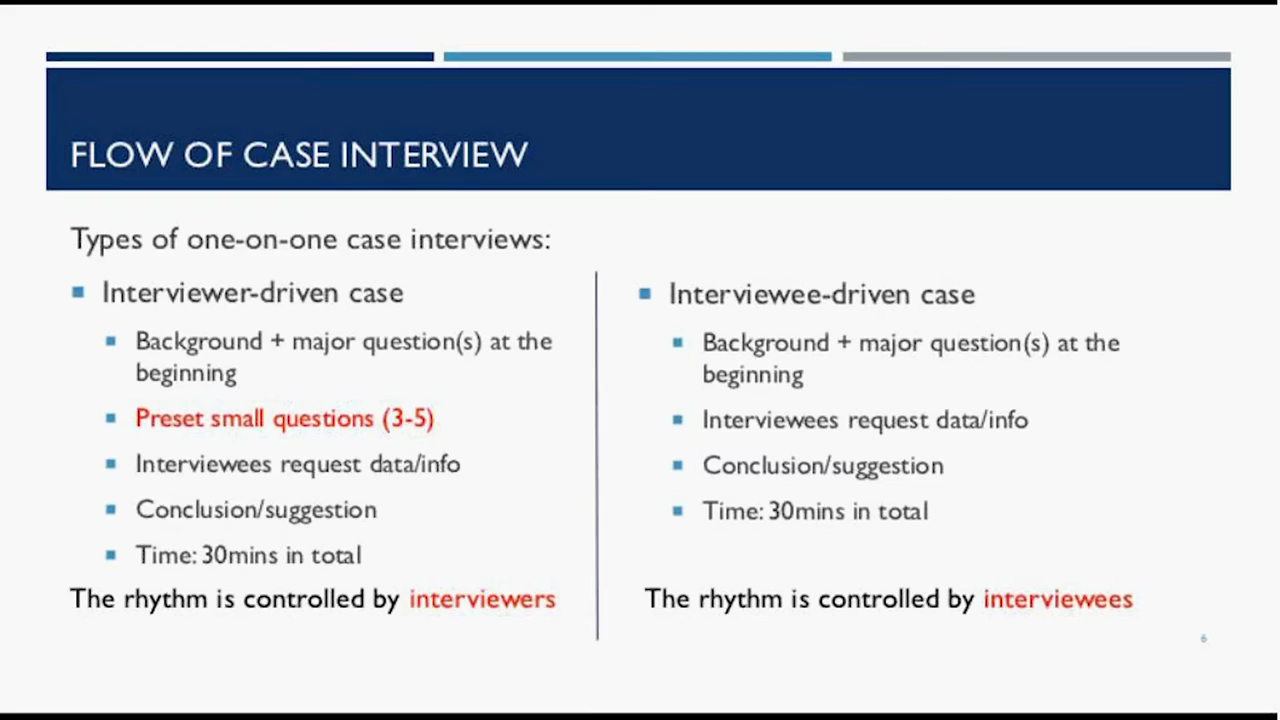 FLOW OF CASE INTERVIEW
Types of one-on-one case interviews:
Interviewer-driven case
Background + major question(s) at the
beginning
Preset small questions (3-5)
Interviewees request data/info
Conclusion/suggestion
Time: 30mins in total
The rhythm is controlled by interviewers
Interviewee-driven case
Background + major question(s) at the
beginning
Interviewees request data/info
Conclusion/suggestion
Time: 30mins in total
The rhythm is controlled by interviewees
6